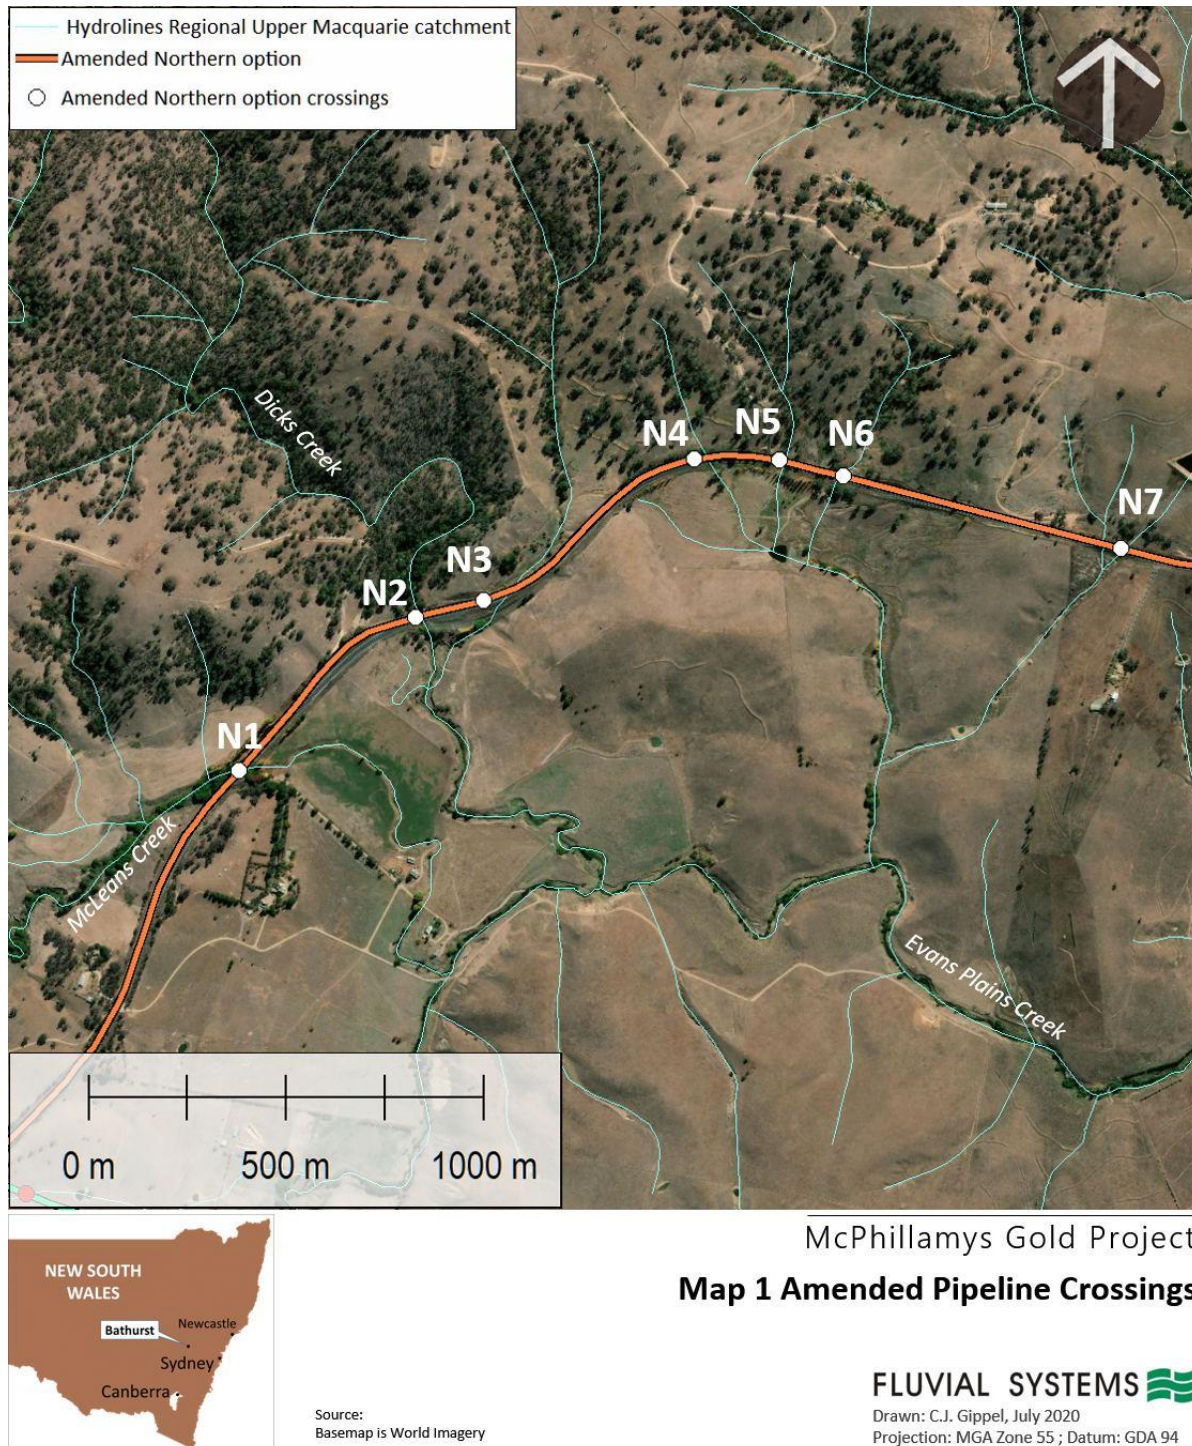 Hydrolines Regional Upper Macquarie catchment
Amended Northern option
Amended Northern option crossings
Dicks Creek
N4
N5
N6
N7
N3
N2
N1
McLeans Creek
Evans Plains Creek
0 m
500 m
1000 m
McPhillamys Gold Project
Map 1 Amended Pipeline Crossings
NEW SOUTH
WALES
Bathurst
Newcastle
Sydney
Canberra
Source:
Basemap is World Imagery
FLUVIAL SYSTEMS
Drawn: C.J. Gippel, July 2020
Projection: MGA Zone 55 ; Datum: GDA 94